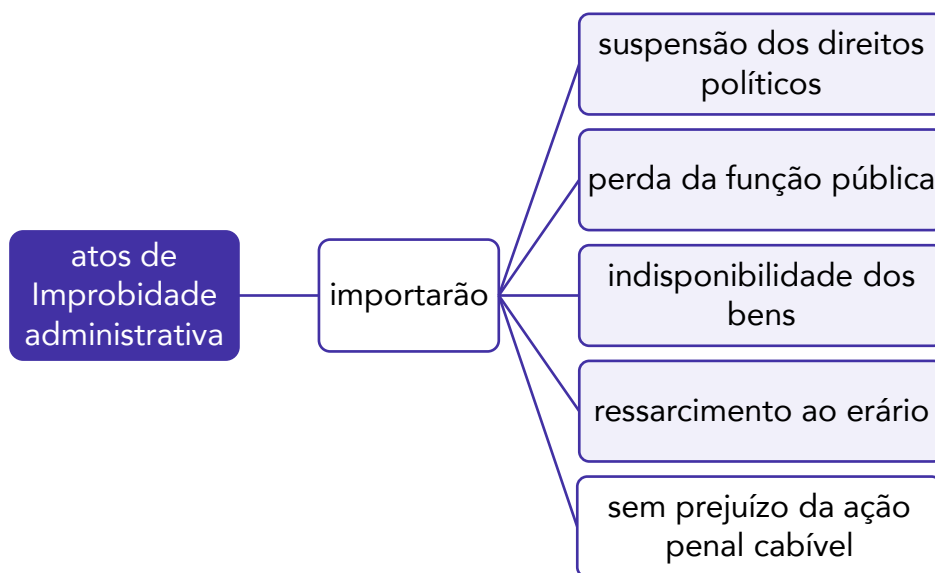 atos de
Improbidade
administrativa
importarão
suspensão dos direitos
políticos
perda da função pública
indisponibilidade dos
bens
ressarcimento ao erário
sem prejuízo da ação
penal cabível